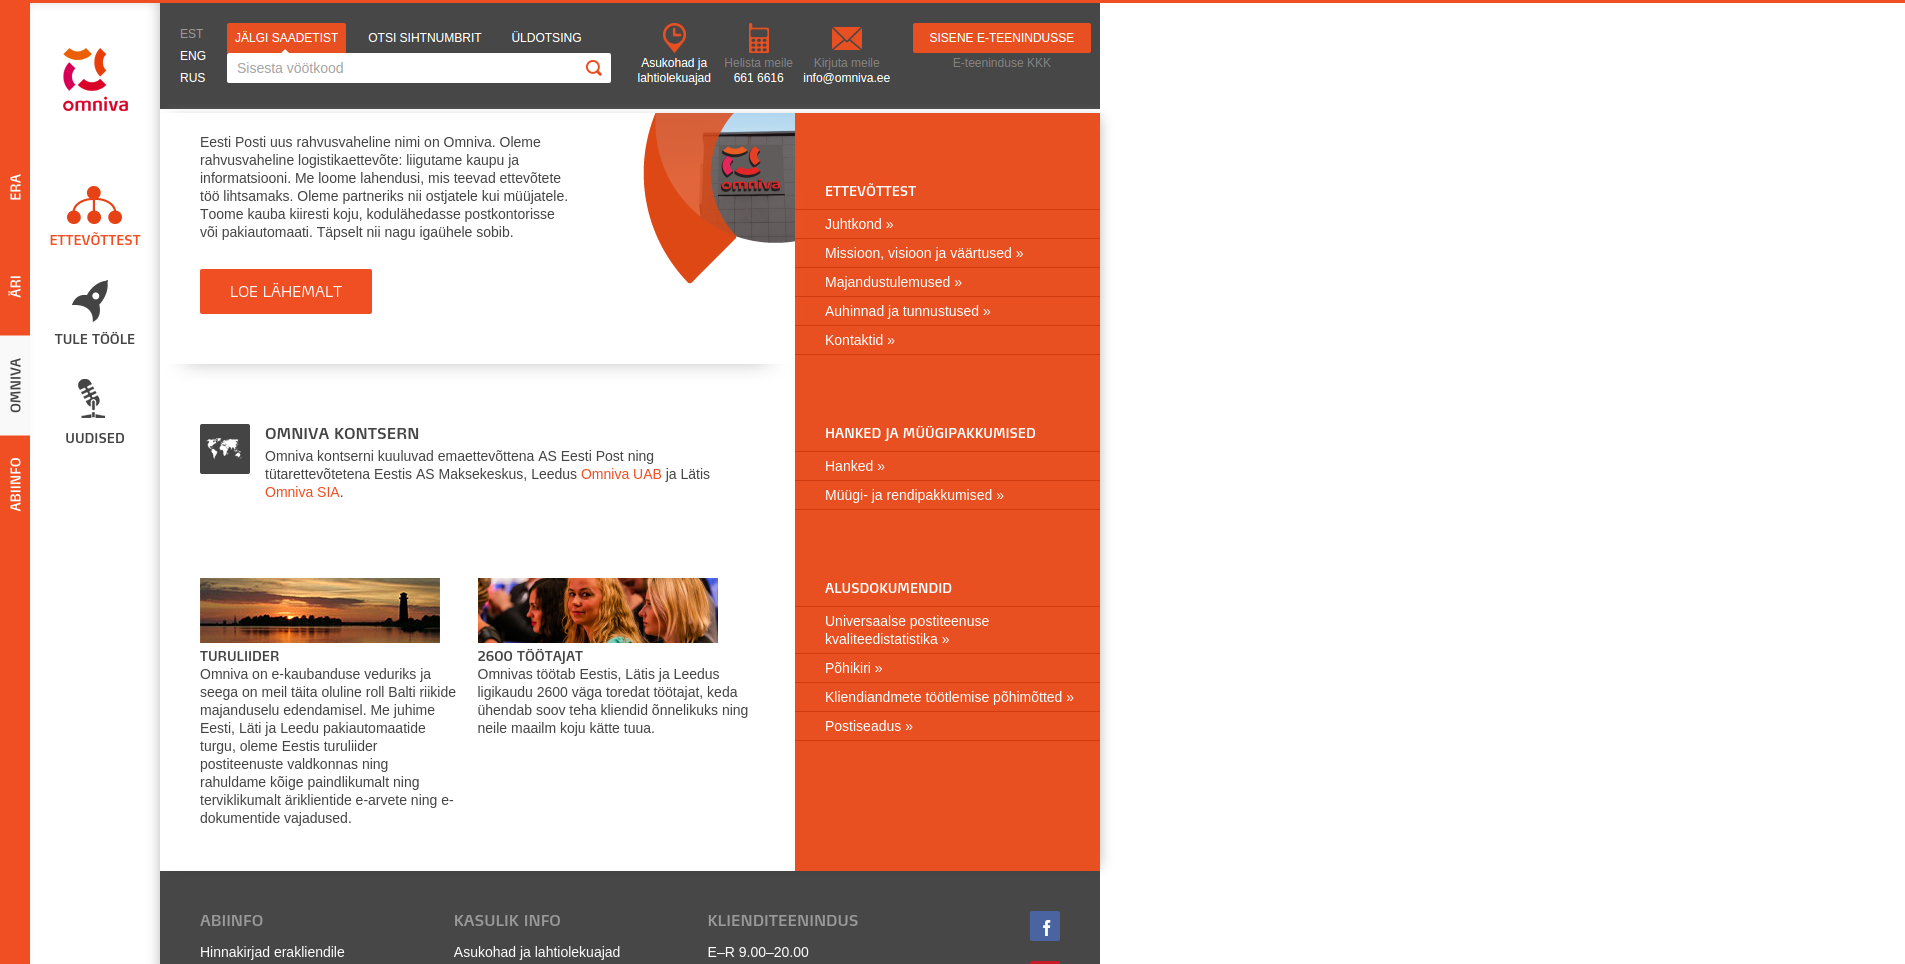 EST
ENG
RUS
JÄLGI SAADETIST
OTSI SIHTNUMBRIT
ÜLDOTSING
Sisesta vöötkood
Asukohad ja
lahtiolekuajad
Helista meile
661 6616
Kirjuta meile
info@omniva.ee
SISENE E-TEENINDUSSE
E-teeninduse KKK
omniva
ERA
ÄRI
OMNIVA
ABIINFO
ETTEVÕTTEST
TULE TÖÖLE
UUDISED
Eesti Posti uus rahvusvaheline nimi on Omniva. Oleme
rahvusvaheline logistikaettevõte: liigutame kaupu ja
informatsiooni. Me loome lahendusi, mis teevad ettevõtete
töö lihtsamaks. Oleme partneriks nii ostjatele kui müüjatele.
Toome kauba kiiresti koju, kodulähedasse postkontorisse
või pakiautomaati. Täpselt nii nagu igaühele sobib.
LOE LÄHEMALT
omniva
OMNIVA KONTSERN
Omniva kontserni kuuluvad emaettevõttena AS Eesti Post ning
tütarettevõtetena Eestis AS Maksekeskus, Leedus Omniva UAB ja Lätis
Omniva SIA.
TURULIIDER
Omniva on e-kaubanduse veduriks ja
seega on meil täita oluline roll Balti riikide
majanduselu edendamisel. Me juhime
Eesti, Läti ja Leedu pakiautomaatide
turgu, oleme Eestis turuliider
postiteenuste valdkonnas ning
rahuldame kõige paindlikumalt ning
terviklikumalt äriklientide e-arvete ning e-
dokumentide vajadused.
2600 TÖÖTAJAT
Omnivas töötab Eestis, Lätis ja Leedus
ligikaudu 2600 väga toredat töötajat, keda
ühendab soov teha kliendid õnnelikuks ning
neile maailm koju kätte tuua.
ETTEVÕTTEST
Juhtkond »
Missioon, visioon ja väärtused »
Majandustulemused »
Auhinnad ja tunnustused »
Kontaktid »
HANKED JA MÜÜGIPAKKUMISED
Hanked »
Müügi- ja rendipakkumised »
ALUSDOKUMENDID
Universaalse postiteenuse
kvaliteedistatistika »
Põhikiri »
Kliendiandmete töötlemise põhimõtted »
Postiseadus »
ABIINFO
Hinnakirjad erakliendile
KASULIK INFO
Asukohad ja lahtiolekuajad
KLIENDITEENINDUS
E–R 9.00–20.00
f